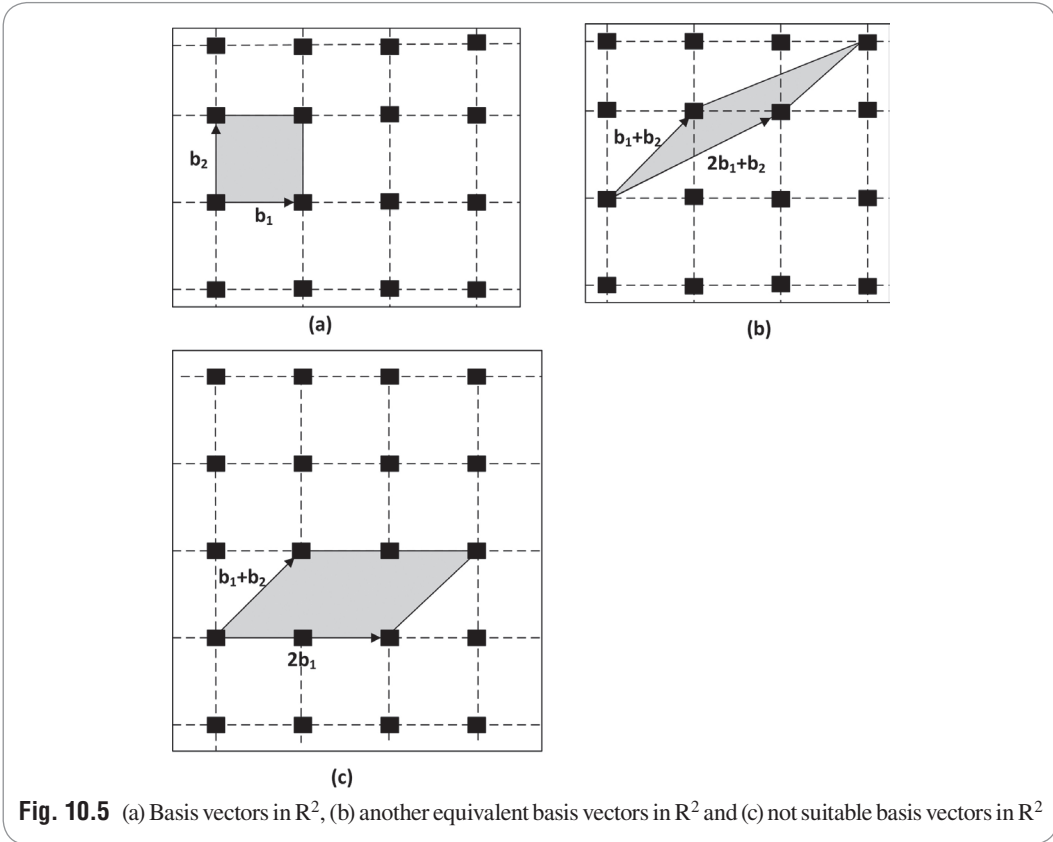 b₂
b₁
(a)
b₁+b₂
2b₁+b₂
(b)
b₁+b₂
2b₁
(c)
Fig. 10.5 (a) Basis vectors in R², (b) another equivalent basis vectors in R² and (c) not suitable basis vectors in R²